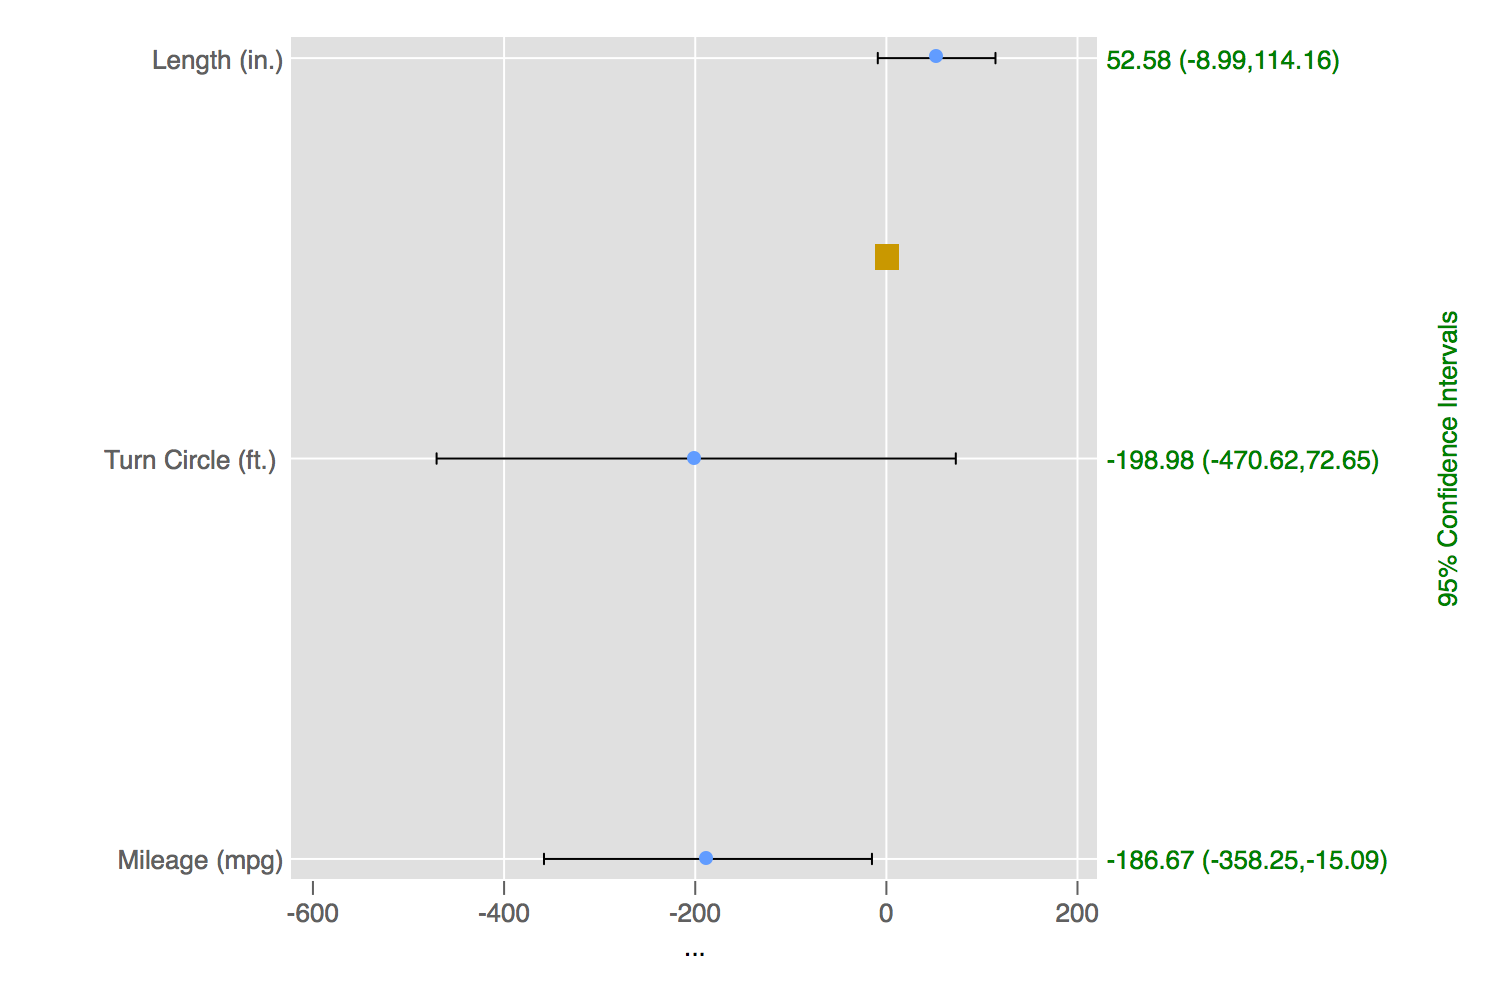 Length (in.)
52.58 (-8.99,114.16)
Turn Circle (ft.)
-198.98 (-470.62,72.65)
Mileage (mpg)
-186.67 (-358.25,-15.09)
-600
-400
-200
0
200
...
95% Confidence Intervals